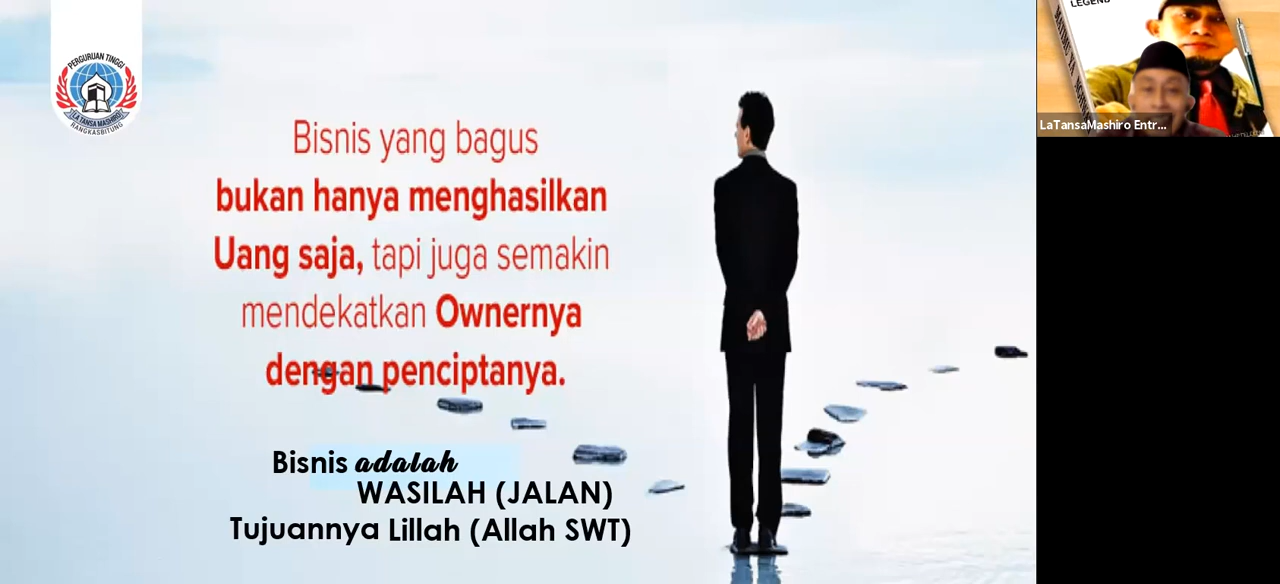 PERGURUAN TINGGI
LA TANSA MASHIRO
RANGKASBITUNG
Bisnis yang bagus
bukan hanya menghasilkan
Uang saja, tapi juga semakin
mendekatkan Ownernya
dengan penciptanya.
Bisnis adalah
WASILAH (JALAN)
Tujuannya Lillah (Allah SWT)
LEGEND
LaTansaMashiro Entr...